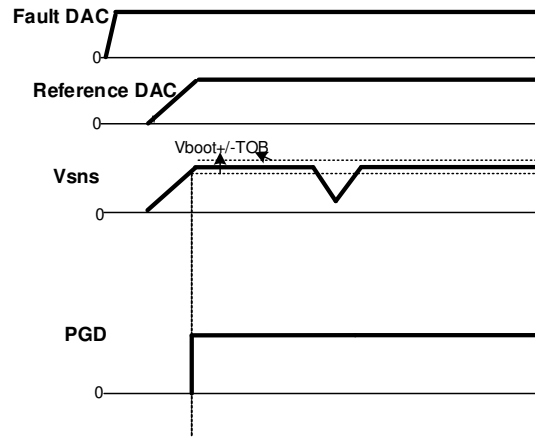 Fault DAC
0
Reference DAC
0
Vboot+/-TOB
Vsns
0
PGD
0